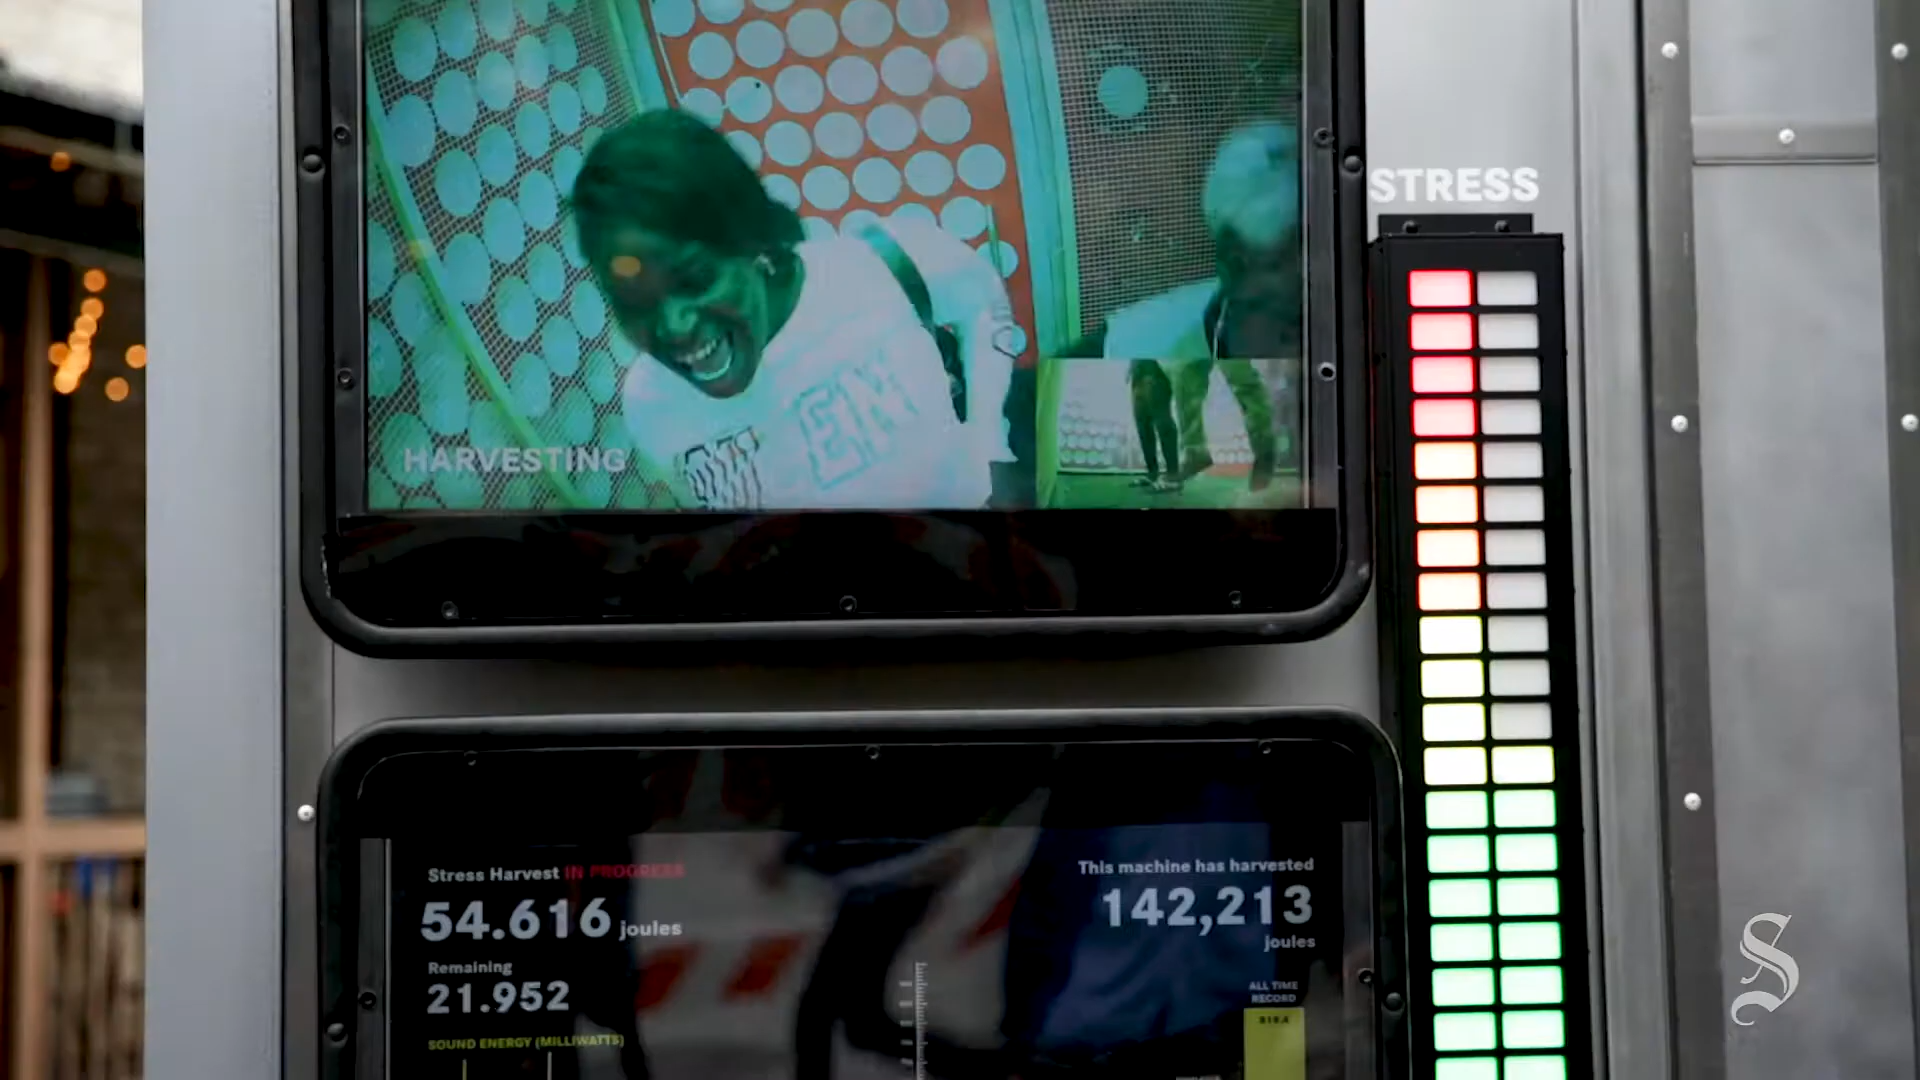 STRESS
HARVESTING
Stress Harvest IN PROGRESS
54.616 joules
Remaining
21.952
SOUND ENERGY (MILLIWATTS)
This machine has harvested
142,213
joules
ALL TIME
RECORD
S